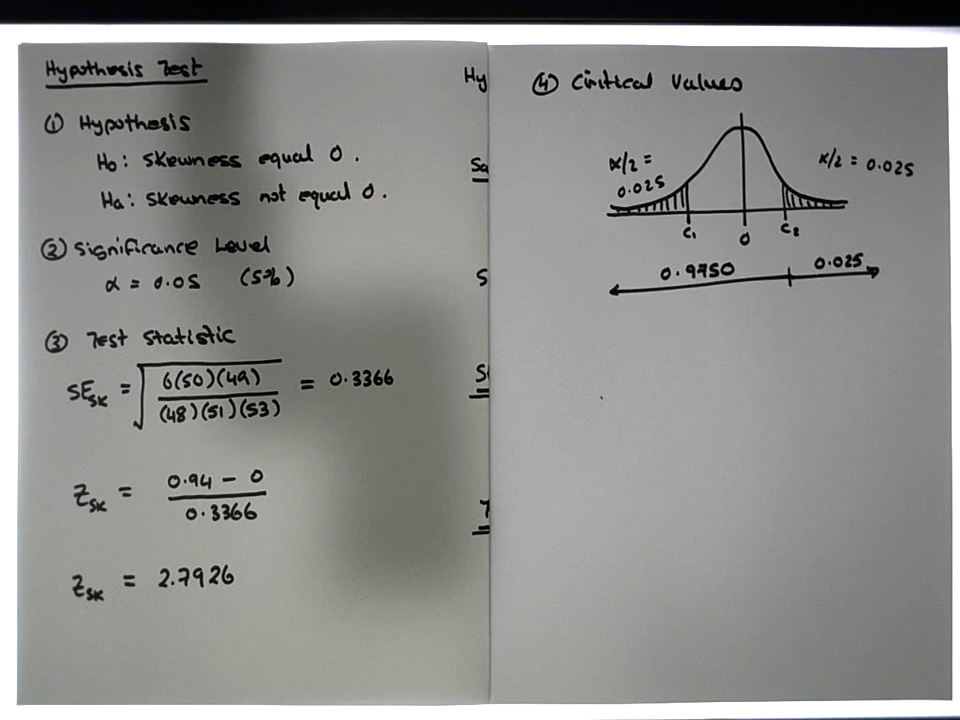 Hypothesis Test
① Hypothesis
H₀: Skewness equal 0.
Hₐ: Skewness not equal 0.
② Significance Level
α = 0.05 (5%)
③ Test Statistic
SE_SK = √(6(50)(49) / (48)(51)(53)) = 0.3366
Z_SK = (0.94 - 0) / 0.3366
Z_SK = 2.7926
Hy
S
④ Critical Values
α/2 =
0.025
α/2 = 0.025
C₁ 0 C₂
0.9750 0.025